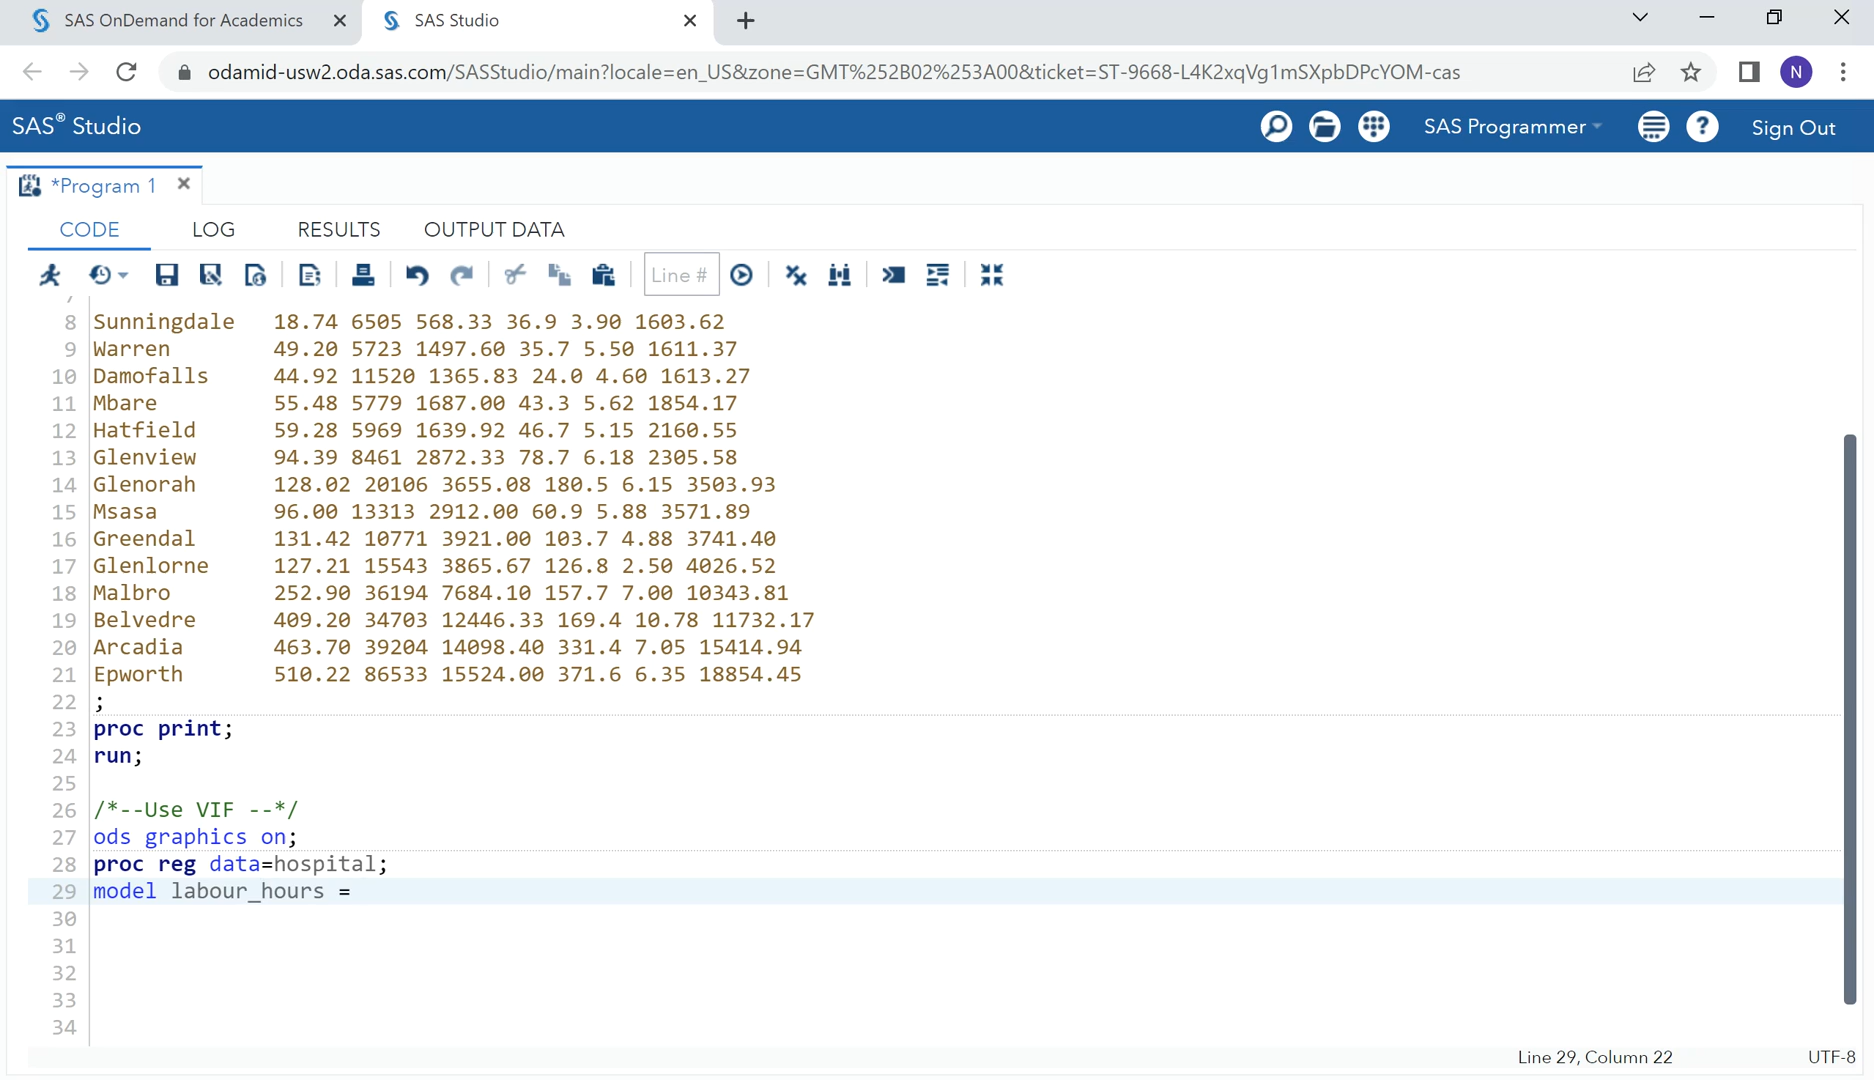 SAS OnDemand for Academics
SAS Studio
odamid-usw2.oda.sas.com/SASStudio/main?locale=en_US&zone=GMT%252B02%253A00&ticket=ST-9668-L4K2xqVg1mSXpbDPcYOM-cas
N
SAS® Studio
SAS Programmer
?
Sign Out
*Program 1
CODE LOG RESULTS OUTPUT DATA
Line #
7
8 Sunningdale 18.74 6505 568.33 36.9 3.90 1603.62
9 Warren 49.20 5723 1497.60 35.7 5.50 1611.37
10 Damofalls 44.92 11520 1365.83 24.0 4.60 1613.27
11 Mbare 55.48 5779 1687.00 43.3 5.62 1854.17
12 Hatfield 59.28 5969 1639.92 46.7 5.15 2160.55
13 Glenview 94.39 8461 2872.33 78.7 6.18 2305.58
14 Glenorah 128.02 20106 3655.08 180.5 6.15 3503.93
15 Msasa 96.00 13313 2912.00 60.9 5.88 3571.89
16 Greendal 131.42 10771 3921.00 103.7 4.88 3741.40
17 Glenlorne 127.21 15543 3865.67 126.8 2.50 4026.52
18 Malbro 252.90 36194 7684.10 157.7 7.00 10343.81
19 Belvedre 409.20 34703 12446.33 169.4 10.78 11732.17
20 Arcadia 463.70 39204 14098.40 331.4 7.05 15414.94
21 Epworth 510.22 86533 15524.00 371.6 6.35 18854.45
22 ;
23 proc print;
24 run;
25
26 /*--Use VIF --*/
27 ods graphics on;
28 proc reg data=hospital;
29 model labour_hours =
30
31
32
33
34
Line 29, Column 22
UTF-8